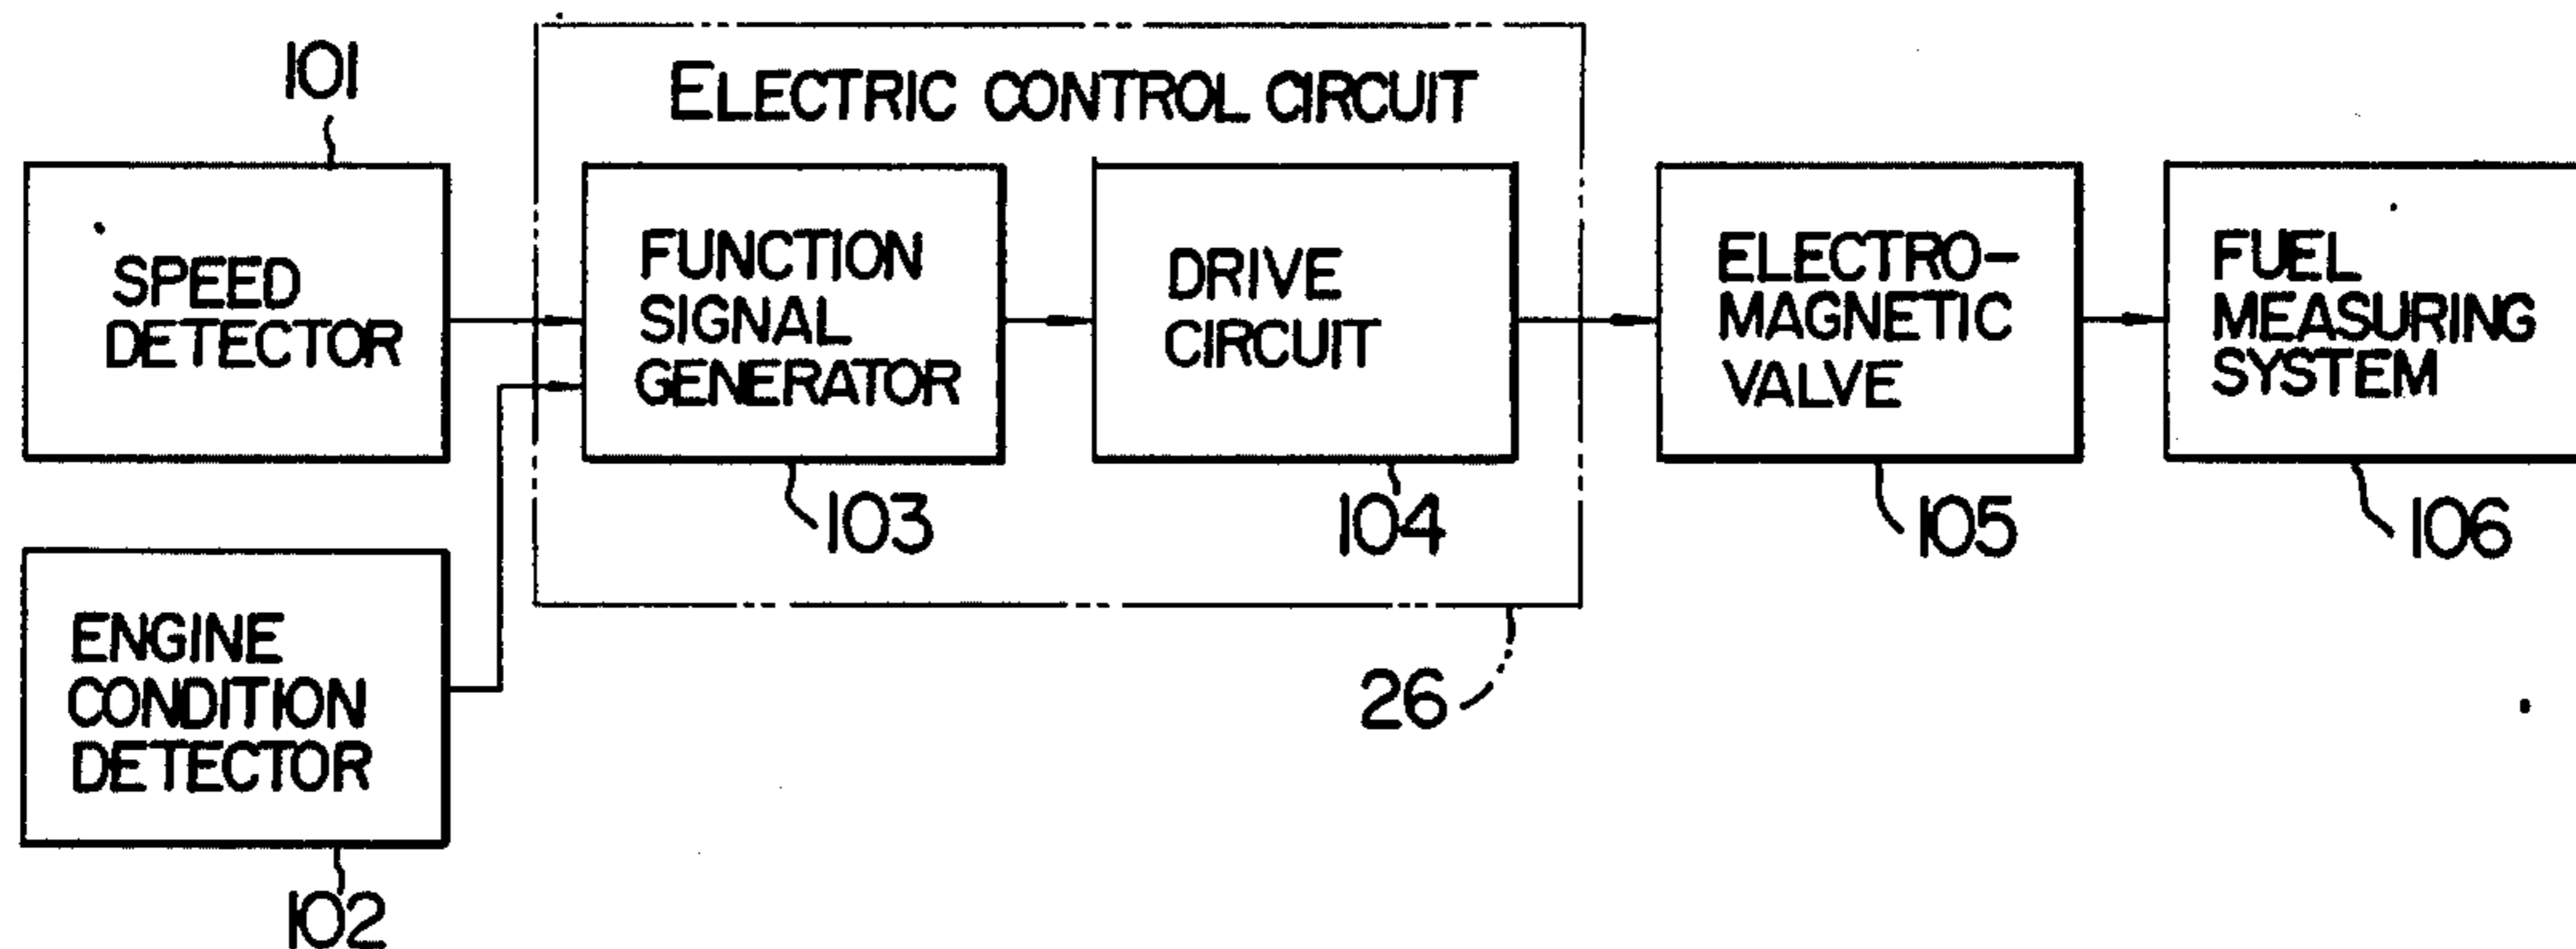 101
ELECTRIC CONTROL CIRCUIT
SPEED
DETECTOR
FUNCTION
SIGNAL
GENERATOR
DRIVE
CIRCUIT
ELECTRO-
MAGNETIC
VALVE
FUEL
MEASURING
SYSTEM
103
104
105
106
ENGINE
CONDITION
DETECTOR
26
102